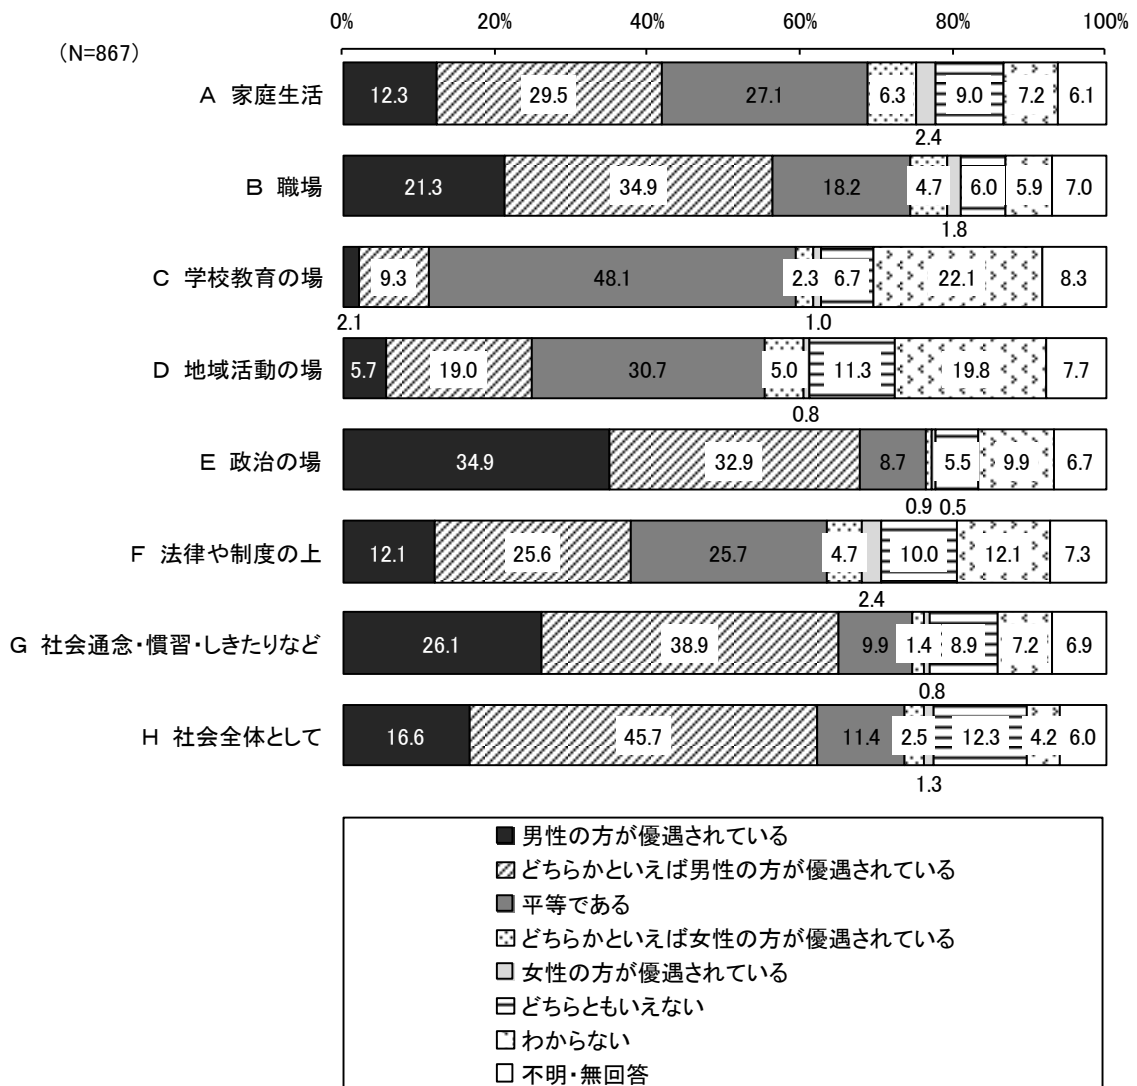 0% 20% 40% 60% 80% 100%
(N=867)
A 家庭生活 12.3 29.5 27.1 6.3 9.0 7.2 6.1
2.4
B 職場 21.3 34.9 18.2 4.7 6.0 5.9 7.0
1.8
C 学校教育の場 9.3 48.1 2.3 6.7 22.1 8.3
2.1 1.0
D 地域活動の場 5.7 19.0 30.7 5.0 11.3 19.8 7.7
0.8
E 政治の場 34.9 32.9 8.7 5.5 9.9 6.7
0.9 0.5
F 法律や制度の上 12.1 25.6 25.7 4.7 10.0 12.1 7.3
2.4
G 社会通念・慣習・しきたりなど 26.1 38.9 9.9 1.4 8.9 7.2 6.9
0.8
H 社会全体として 16.6 45.7 11.4 2.5 12.3 4.2 6.0
1.3
男性の方が優遇されている
どちらかといえば男性の方が優遇されている
平等である
どちらかといえば女性の方が優遇されている
女性の方が優遇されている
どちらともいえない
わからない
不明・無回答